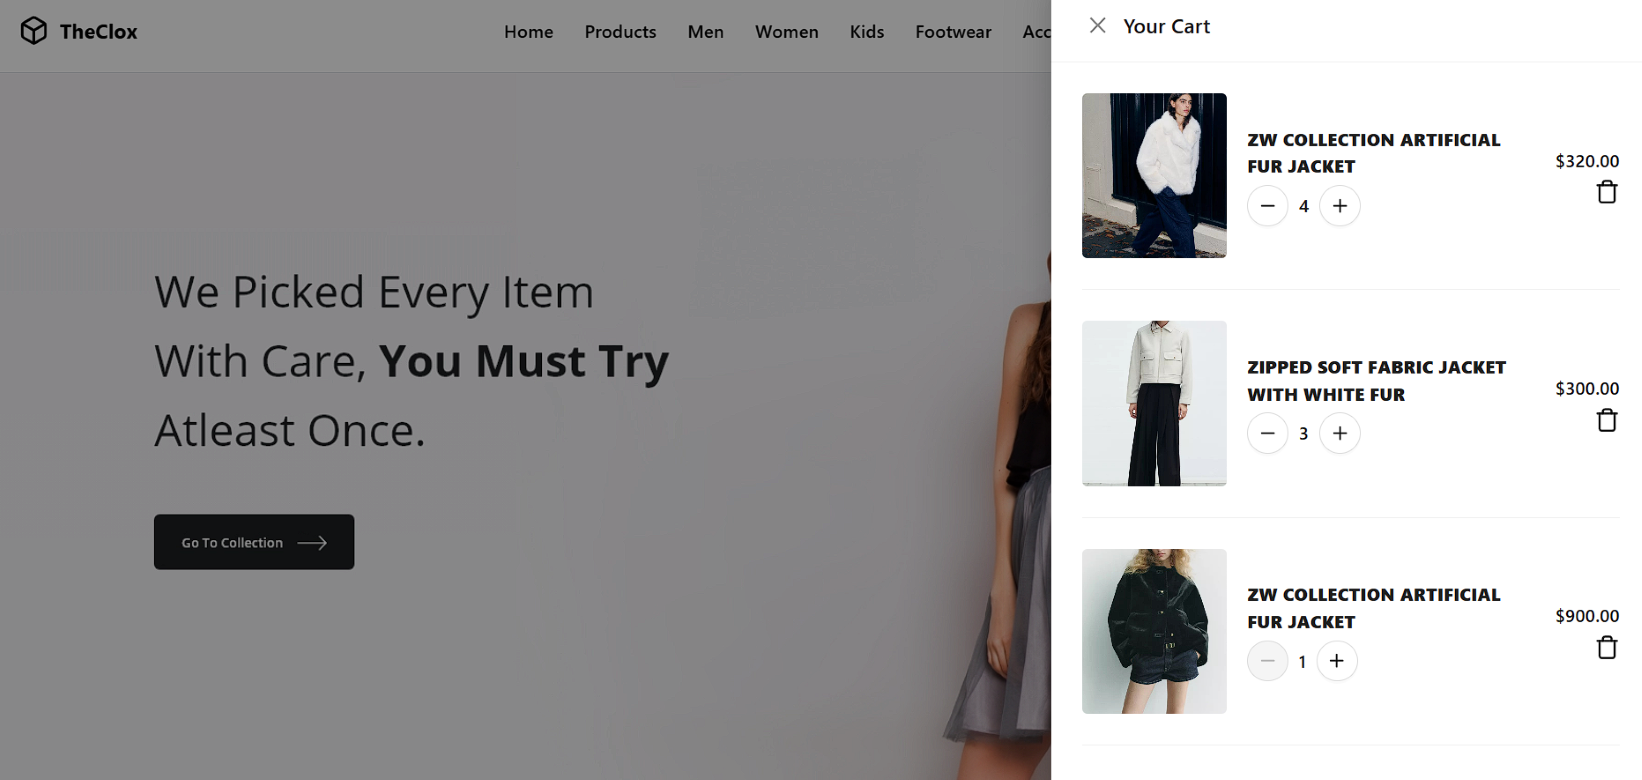 TheClox
Home Products Men Women Kids Footwear Acc
We Picked Every Item
With Care, You Must Try
Atleast Once.
Go To Collection
Your Cart
ZW COLLECTION ARTIFICIAL
FUR JACKET
$320.00
4
ZIPPED SOFT FABRIC JACKET
WITH WHITE FUR
$300.00
3
ZW COLLECTION ARTIFICIAL
FUR JACKET
$900.00
1